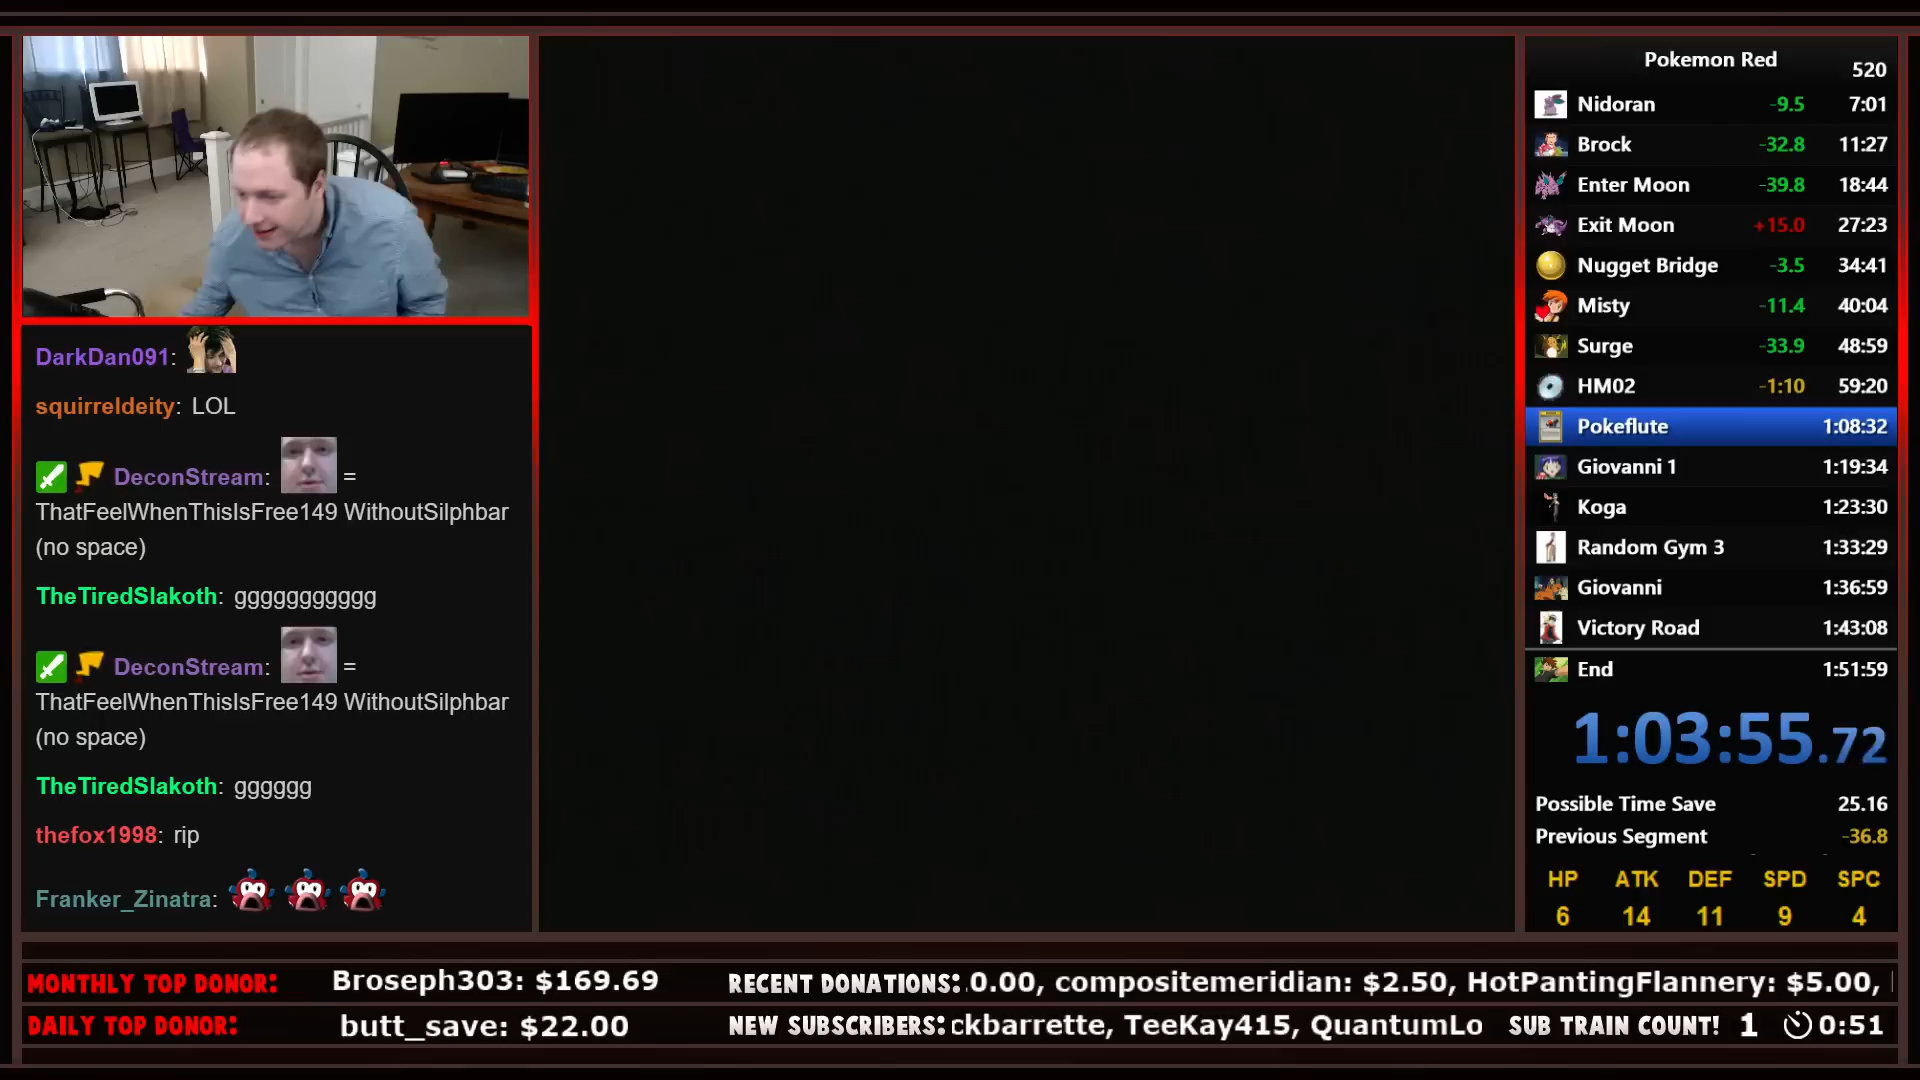 DarkDan091:
squirreldeity: LOL
DeconStream: =
ThatFeelWhenThisIsFree149 WithoutSilphbar
(no space)
TheTiredSlakoth: ggggggggggg
DeconStream: =
ThatFeelWhenThisIsFree149 WithoutSilphbar
(no space)
TheTiredSlakoth: gggggg
thefox1998: rip
Franker_Zinatra:
Pokemon Red
520
Nidoran -9.5 7:01
Brock -32.8 11:27
Enter Moon -39.8 18:44
Exit Moon +15.0 27:23
Nugget Bridge -3.5 34:41
Misty -11.4 40:04
Surge -33.9 48:59
HM02 -1:10 59:20
Pokeflute 1:08:32
Giovanni 1 1:19:34
Koga 1:23:30
Random Gym 3 1:33:29
Giovanni 1:36:59
Victory Road 1:43:08
End 1:51:59
1:03:55.72
Possible Time Save 25.16
Previous Segment -36.8
HP ATK DEF SPD SPC
6 14 11 9 4
MONTHLY TOP DONOR: Broseph303: $169.69
RECENT DONATIONS: .0.00, compositemeridian: $2.50, HotPantingFlannery: $5.00,
DAILY TOP DONOR: butt_save: $22.00
NEW SUBSCRIBERS: ckbarrette, TeeKay415, QuantumLo
SUB TRAIN COUNT! 1 0:51